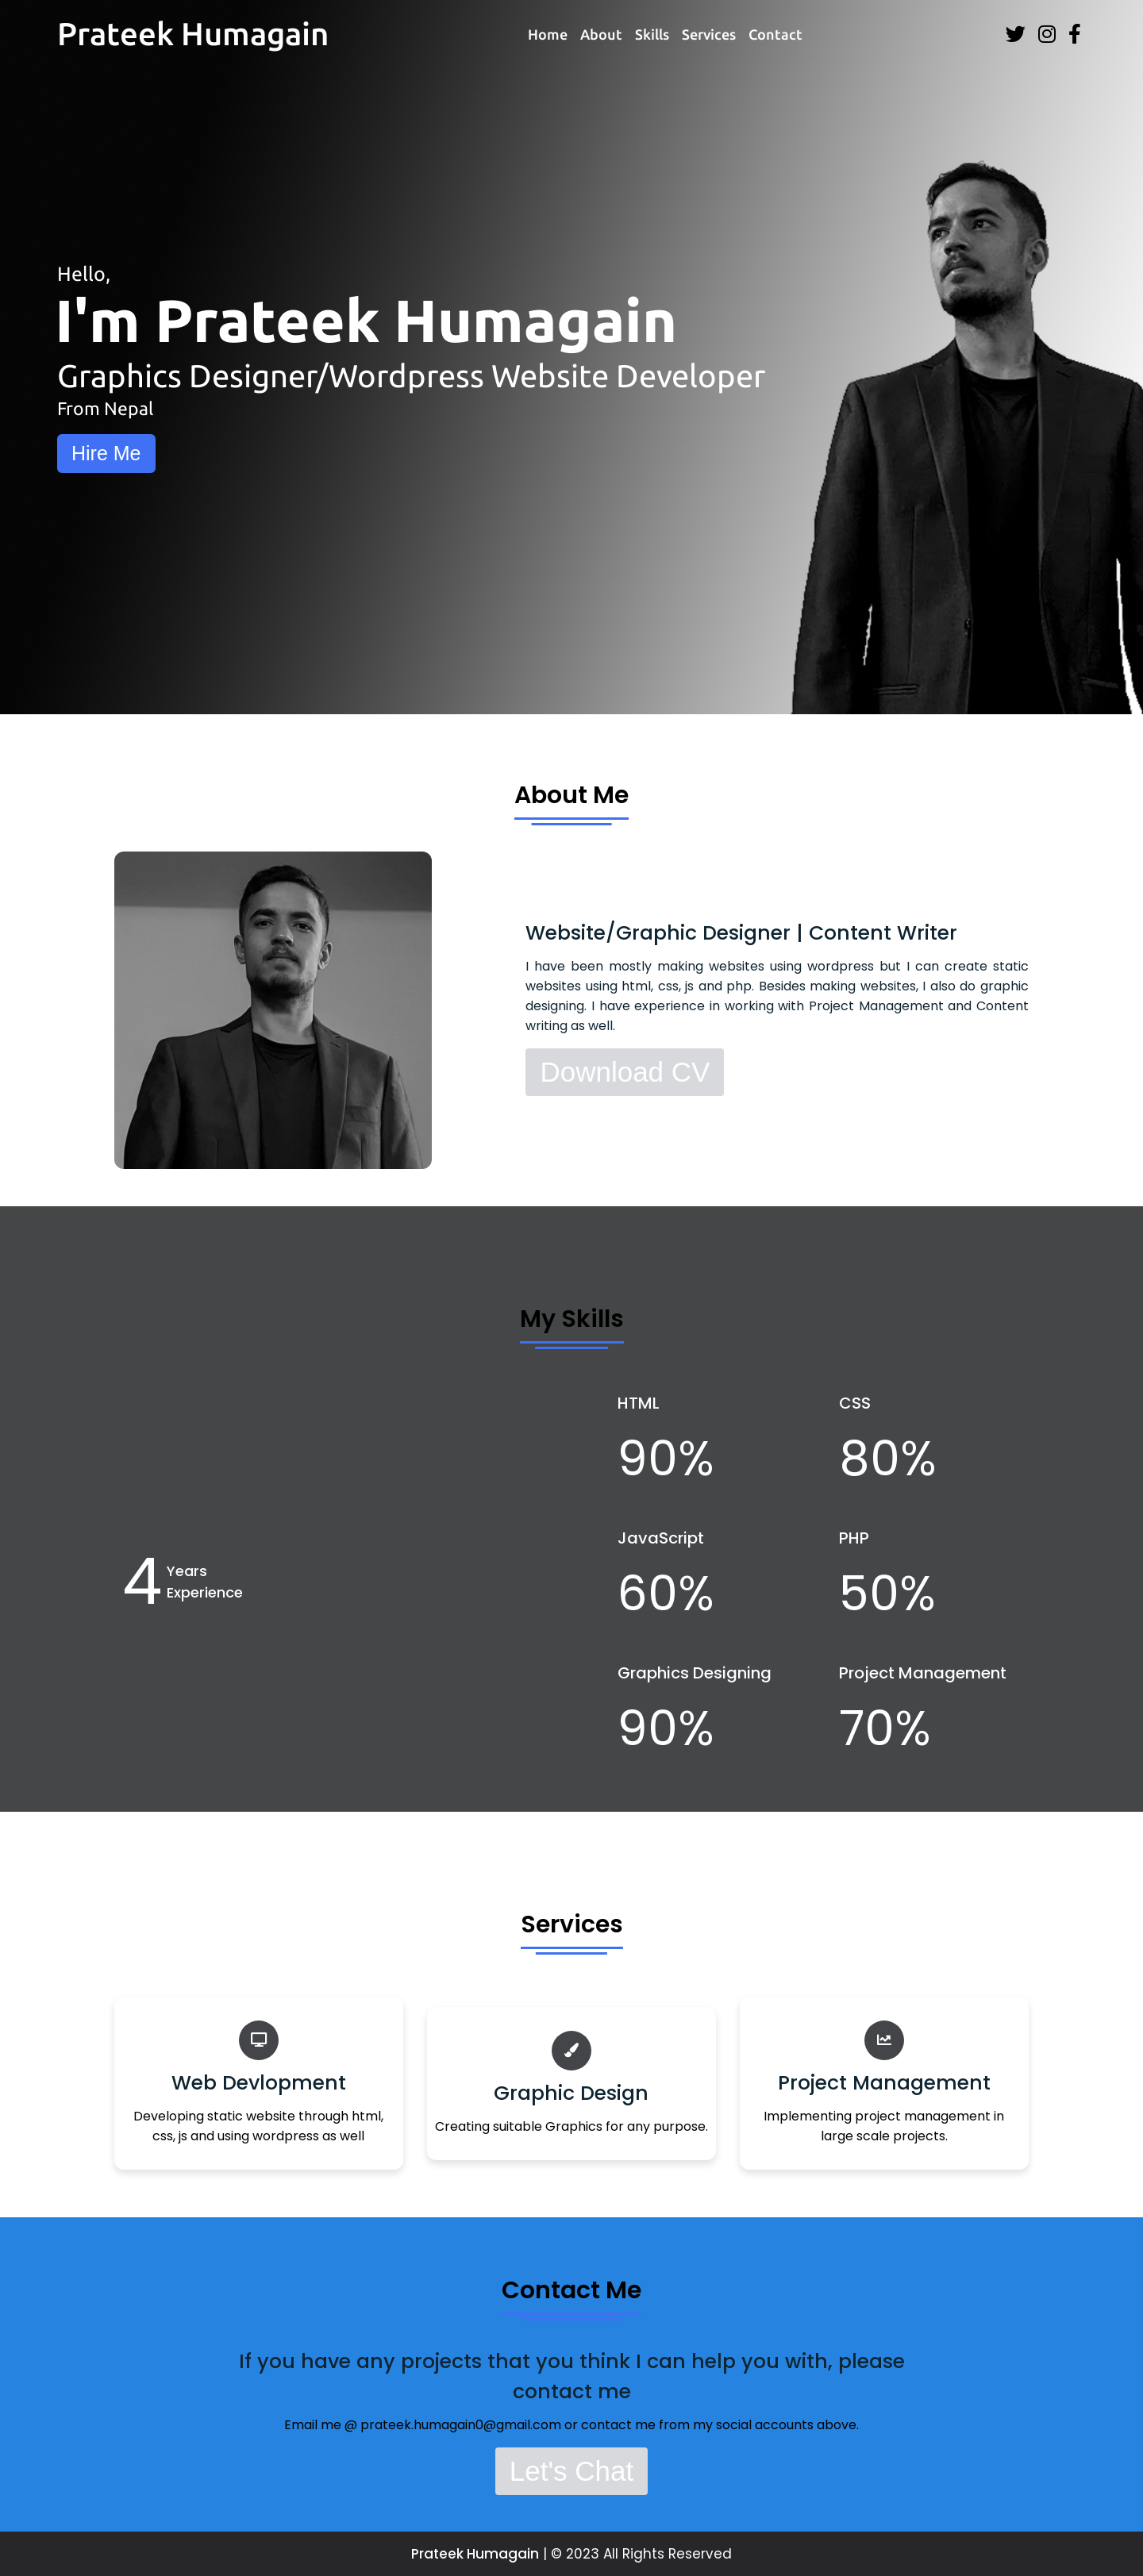 Prateek Humagain
Home About Skills Services Contact
Hello,
I'm Prateek Humagain
Graphics Designer/Wordpress Website Developer
From Nepal
Hire Me
About Me
Website/Graphic Designer | Content Writer
I have been mostly making websites using wordpress but I can create static
websites using html, css, js and php. Besides making websites, I also do graphic
designing. I have experience in working with Project Management and Content
writing as well.
Download CV
My Skills
4 Years
Experience
HTML
90%
CSS
80%
JavaScript
60%
PHP
50%
Graphics Designing
90%
Project Management
70%
Services
Web Devlopment
Developing static website through html,
css, js and using wordpress as well
Graphic Design
Creating suitable Graphics for any purpose.
Project Management
Implementing project management in
large scale projects.
Contact Me
If you have any projects that you think I can help you with, please
contact me
Email me @ prateek.humagain0@gmail.com or contact me from my social accounts above.
Let's Chat
Prateek Humagain | © 2023 All Rights Reserved